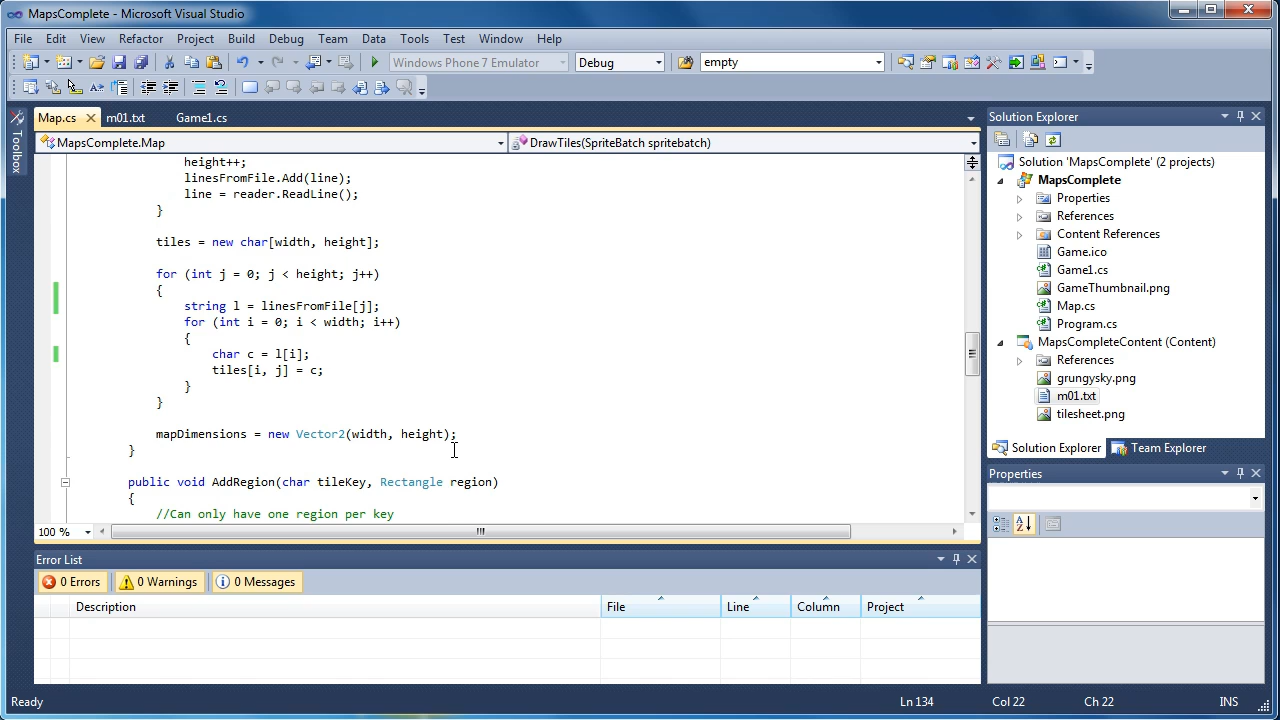 MapsComplete - Microsoft Visual Studio
File Edit View Refactor Project Build Debug Team Data Tools Test Window Help
Windows Phone 7 Emulator Debug empty
Map.cs m01.txt Game1.cs
MapsComplete.Map DrawTiles(SpriteBatch spritebatch)
Toolbox
height++;
linesFromFile.Add(line);
line = reader.ReadLine();
}
tiles = new char[width, height];
for (int j = 0; j < height; j++)
{
string l = linesFromFile[j];
for (int i = 0; i < width; i++)
{
char c = l[i];
tiles[i, j] = c;
}
}
mapDimensions = new Vector2(width, height);
}
public void AddRegion(char tileKey, Rectangle region)
{
//Can only have one region per key
100 %
Solution Explorer
Solution 'MapsComplete' (2 projects)
MapsComplete
Properties
References
Content References
Game.ico
Game1.cs
GameThumbnail.png
Map.cs
Program.cs
MapsCompleteContent (Content)
References
grungysky.png
m01.txt
tilesheet.png
Solution Explorer Team Explorer
Properties
Error List
0 Errors 0 Warnings 0 Messages
Description File Line Column Project
Ready Ln 134 Col 22 Ch 22 INS